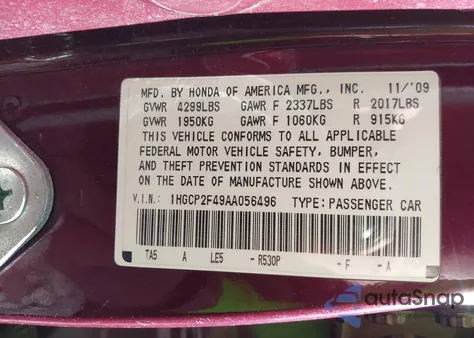 MFD. BY HONDA OF AMERICA MFG., INC. 11/'09
GVWR 4299LBS GAWR F 2337LBS R 2017LBS
GVWR 1950KG GAWR F 1060KG R 915KG
THIS VEHICLE CONFORMS TO ALL APPLICABLE
FEDERAL MOTOR VEHICLE SAFETY, BUMPER,
AND THEFT PREVENTION STANDARDS IN EFFECT
ON THE DATE OF MANUFACTURE SHOWN ABOVE.
V.I.N.: 1HGCP2F49AA056496 TYPE: PASSENGER CAR
TA5 A LE5 - R530P - F - A
autoSnap